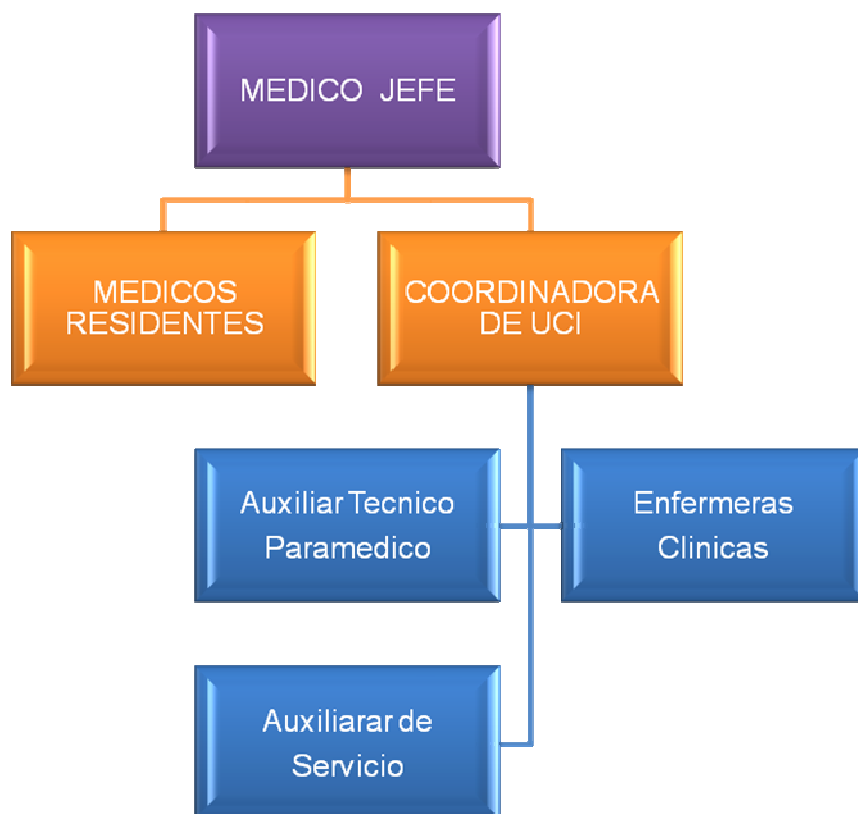 MEDICO JEFE
MEDICOS
RESIDENTES
COORDINADORA
DE UCI
Auxiliar Tecnico
Paramedico
Enfermeras
Clinicas
Auxiliarar de
Servicio